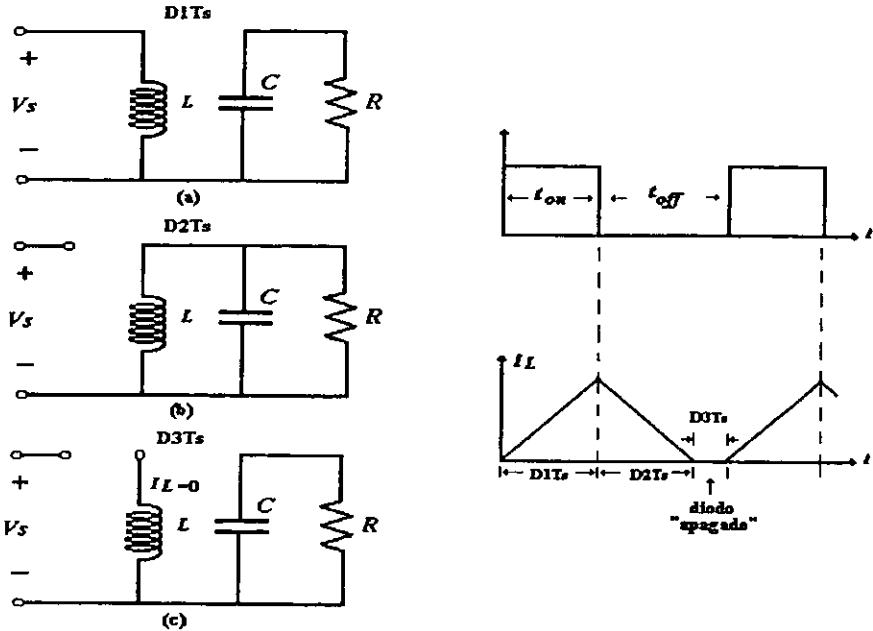 D1Ts
+
Vs
L
C
R
−
(a)
D2Ts
+
Vs
L
C
R
−
(b)
D3Ts
+
IL=0
Vs
L
C
R
−
(c)
ton
toff
t
IL
D3Ts
t
D1Ts
D2Ts
diodo
"apagado"